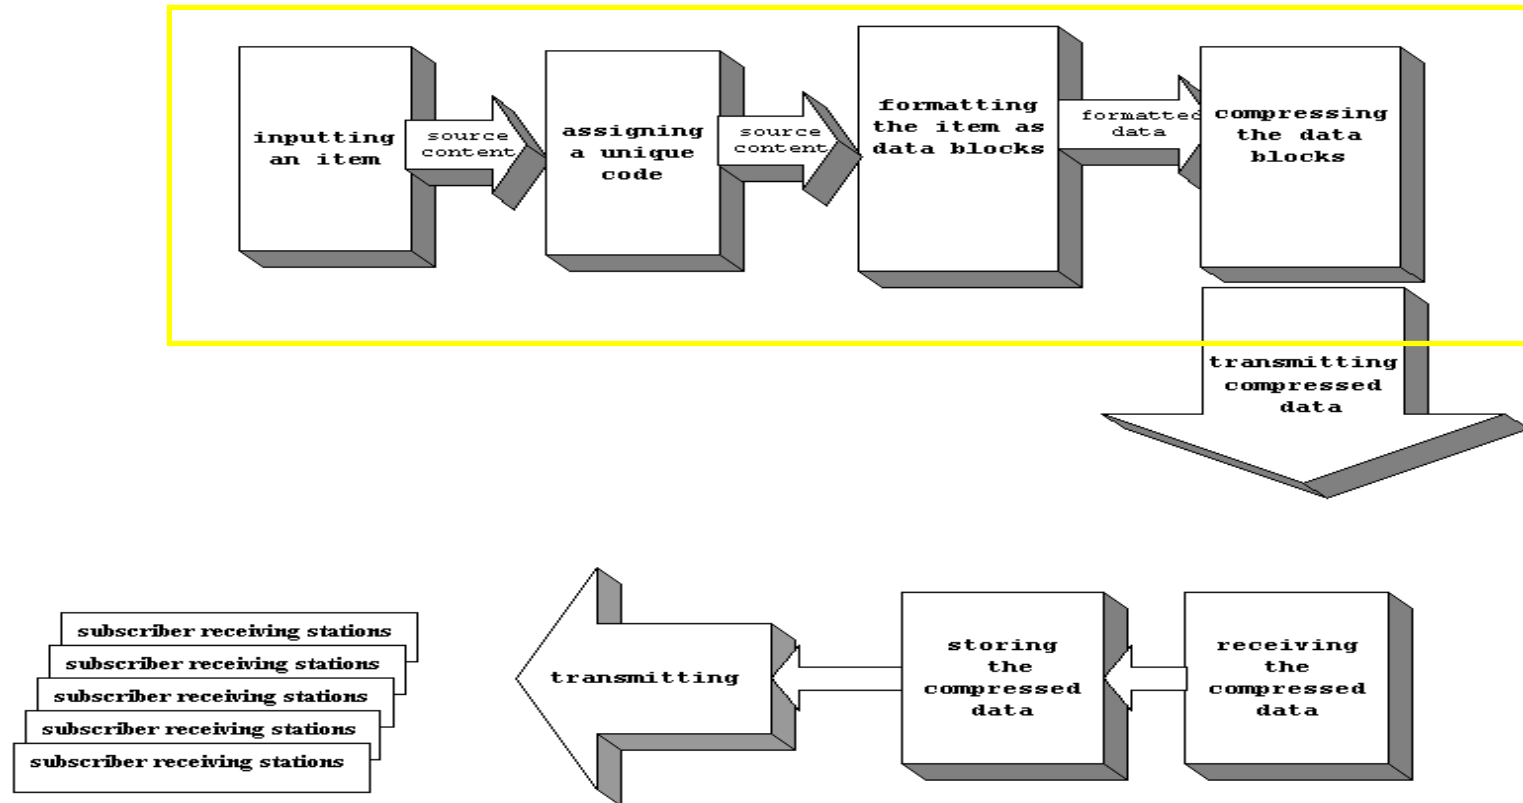 inputting
an item
source
content
assigning
a unique
code
source
content
formatting
the item as
data blocks
formatted
data
compressing
the data
blocks
transmitting
compressed
data
receiving
the
compressed
data
storing
the
compressed
data
transmitting
subscriber receiving stations
subscriber receiving stations
subscriber receiving stations
subscriber receiving stations
subscriber receiving stations